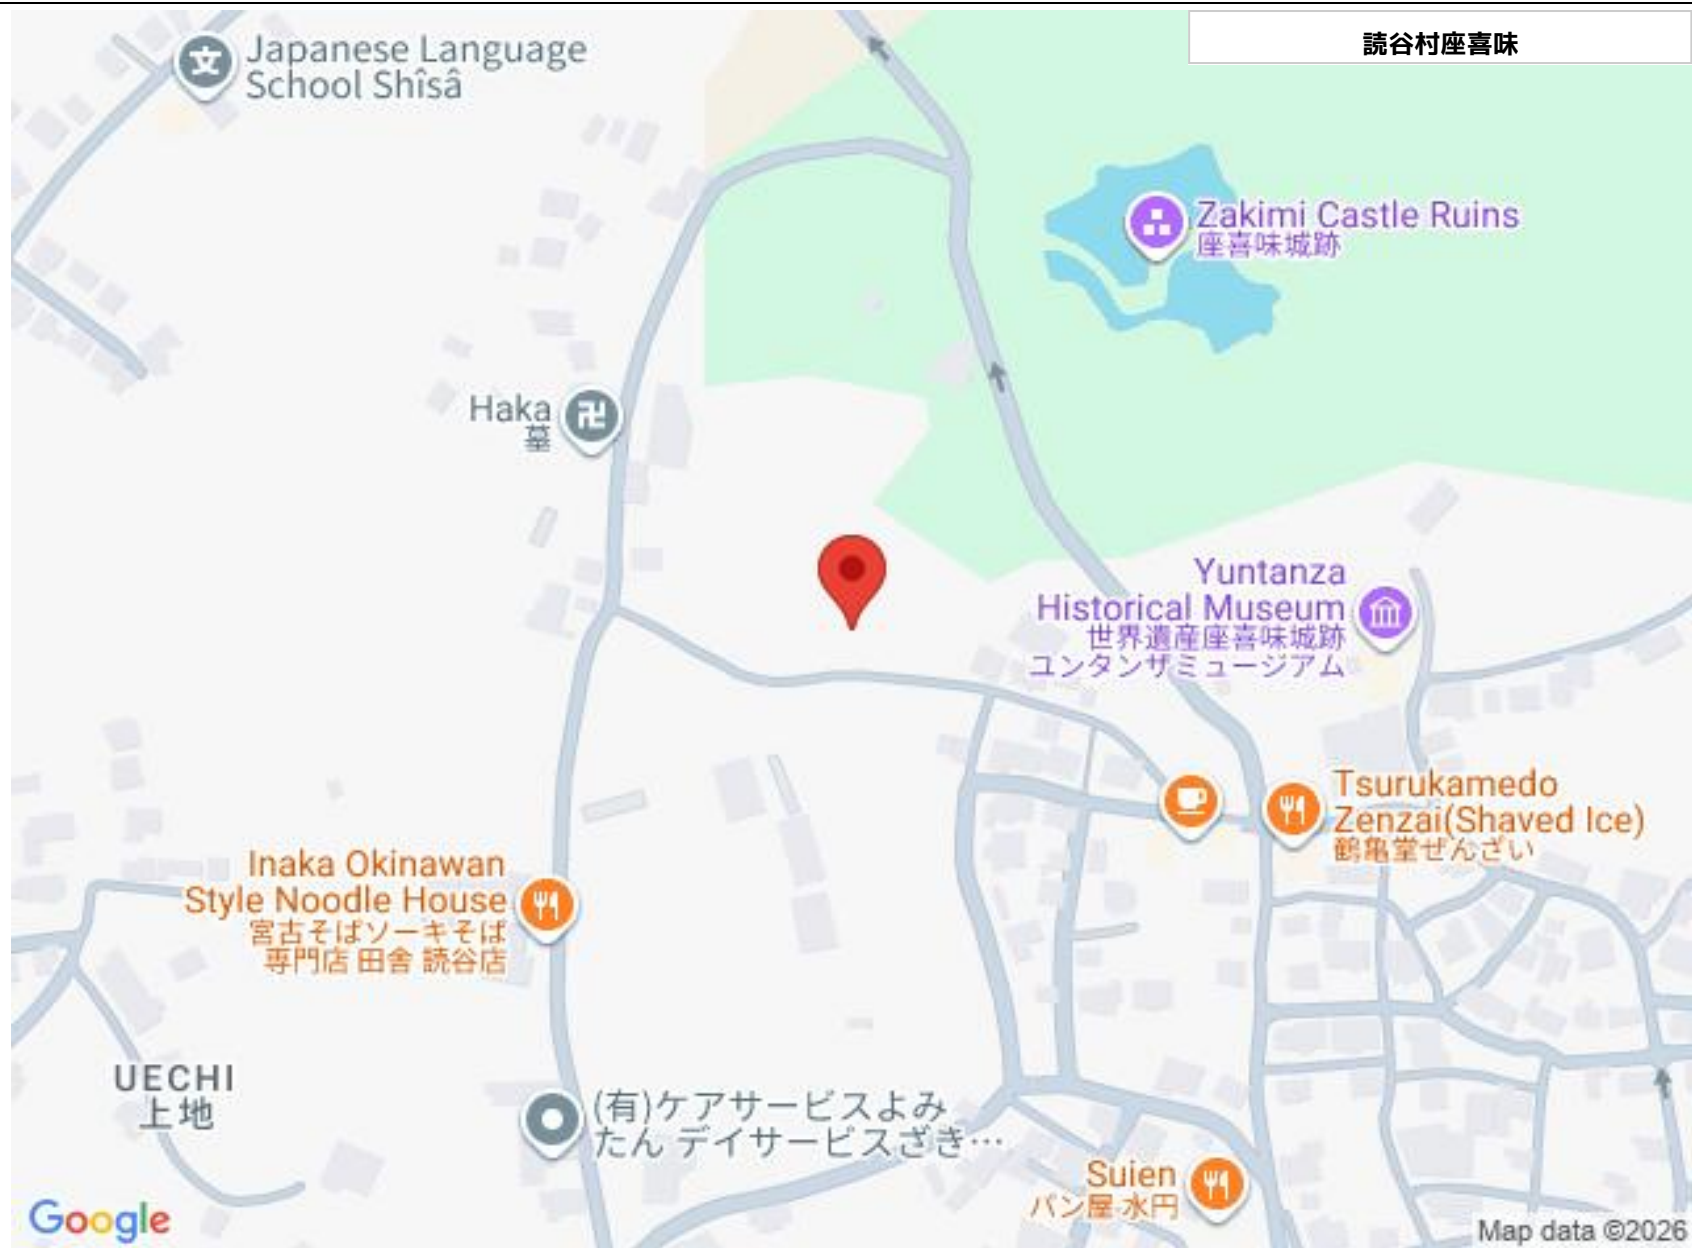 読谷村座喜味
文
Japanese Language
School Shîsâ
Zakimi Castle Ruins
座喜味城跡
Haka
墓
卍
Yuntanza
Historical Museum
世界遺産座喜味城跡
ユンタンザミュージアム
Tsurukamedo
Zenzai(Shaved Ice)
鶴亀堂ぜんざい
Inaka Okinawan
Style Noodle House
宮古そばソーキそば
専門店 田舎 読谷店
UECHI
上地
(有)ケアサービスよみ
たん デイサービスざき…
Suien
パン屋 水円
Google
Map data ©2026